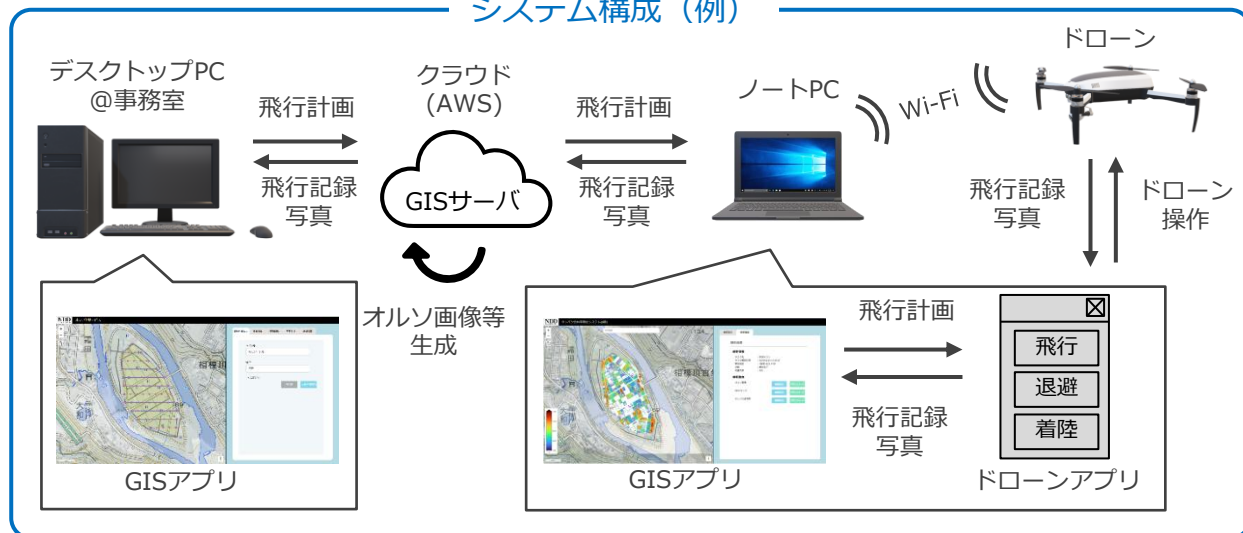 システム構成（例）
デスクトップPC
@事務室
飛行計画
飛行記録
写真
クラウド
(AWS)
GISサーバ
オルソ画像等
生成
飛行計画
飛行記録
写真
ノートPC
Wi-Fi
ドローン
飛行記録
写真
ドローン
操作
相模川
GISアプリ
NDD
GISアプリ
飛行計画
飛行記録
写真
飛行
退避
着陸
ドローンアプリ